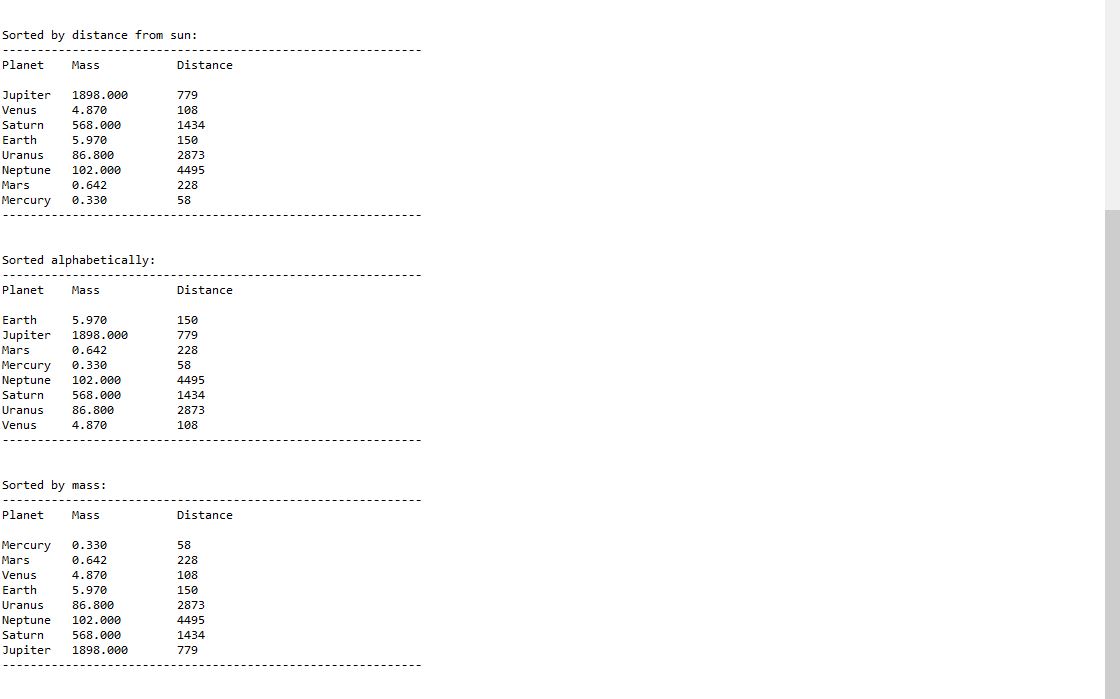 Sorted by distance from sun:
------------------------------------------------------------
Planet    Mass           Distance

Jupiter   1898.000       779
Venus     4.870          108
Saturn    568.000        1434
Earth     5.970          150
Uranus    86.800         2873
Neptune   102.000        4495
Mars      0.642          228
Mercury   0.330          58
------------------------------------------------------------

Sorted alphabetically:
------------------------------------------------------------
Planet    Mass           Distance

Earth     5.970          150
Jupiter   1898.000       779
Mars      0.642          228
Mercury   0.330          58
Neptune   102.000        4495
Saturn    568.000        1434
Uranus    86.800         2873
Venus     4.870          108
------------------------------------------------------------

Sorted by mass:
------------------------------------------------------------
Planet    Mass           Distance

Mercury   0.330          58
Mars      0.642          228
Venus     4.870          108
Earth     5.970          150
Uranus    86.800         2873
Neptune   102.000        4495
Saturn    568.000        1434
Jupiter   1898.000       779
------------------------------------------------------------